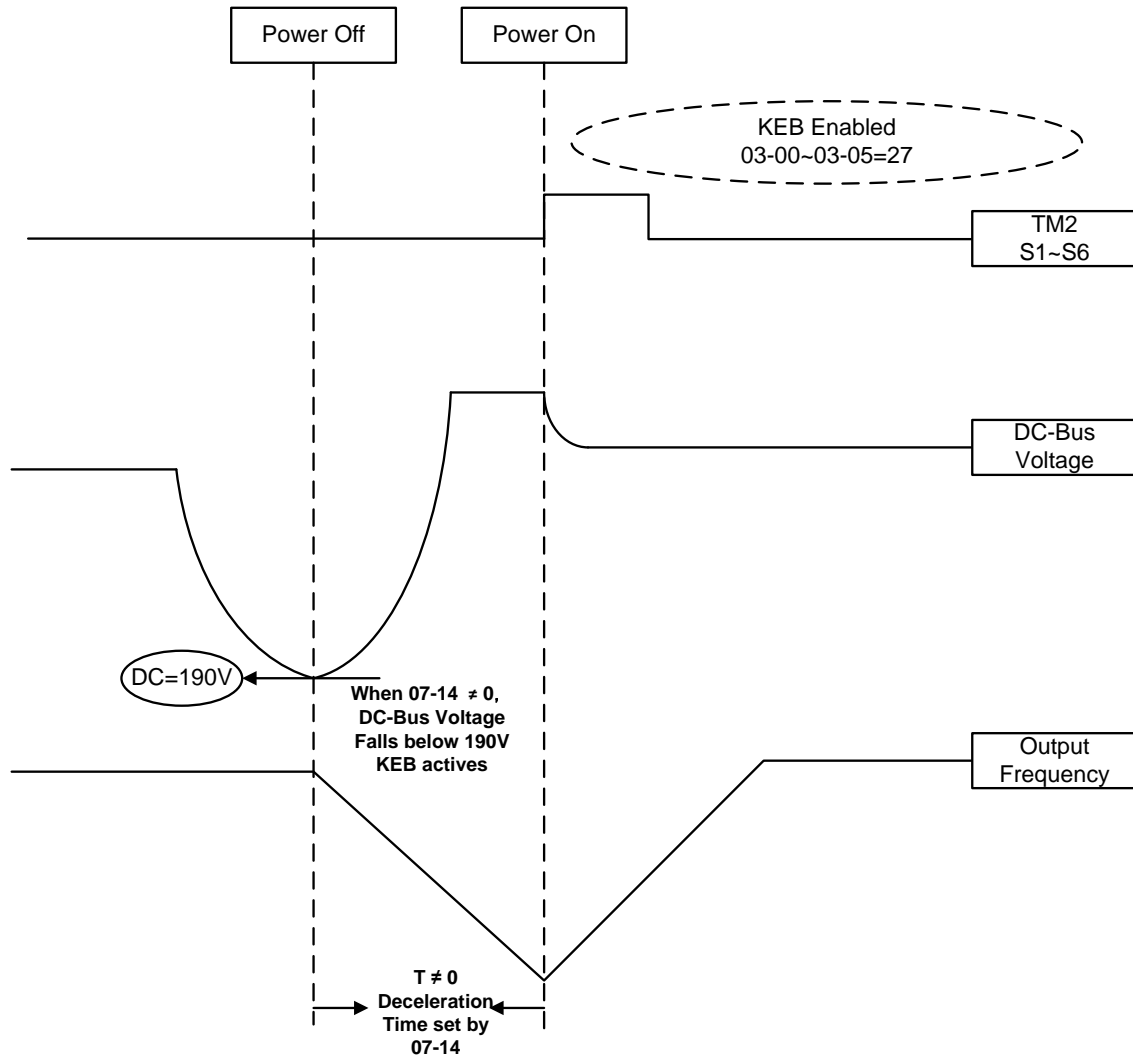 Power Off
Power On
KEB Enabled
03-00~03-05=27
TM2
S1~S6
DC-Bus
Voltage
DC=190V
When 07-14 ≠ 0,
DC-Bus Voltage
Falls below 190V
KEB actives
Output
Frequency
T ≠ 0
Deceleration
Time set by
07-14